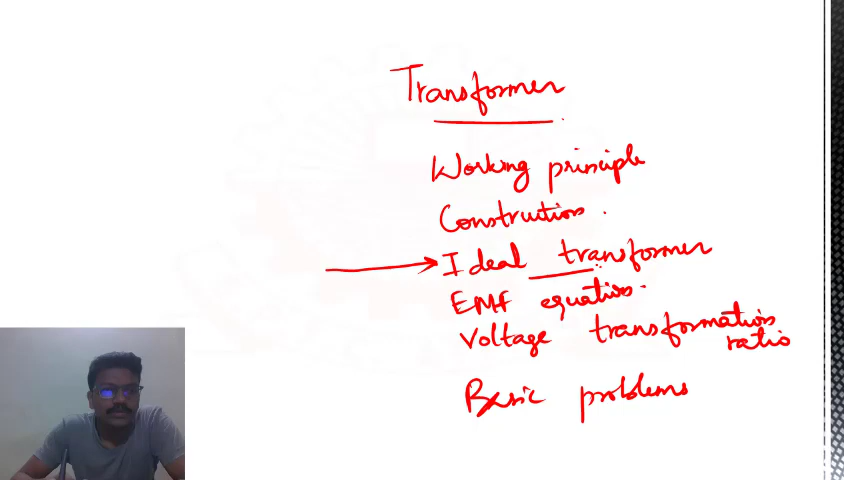 Transformer
Working principle
Construction.
Ideal transformer
EMF equation.
Voltage transformation
ratio
Basic problems